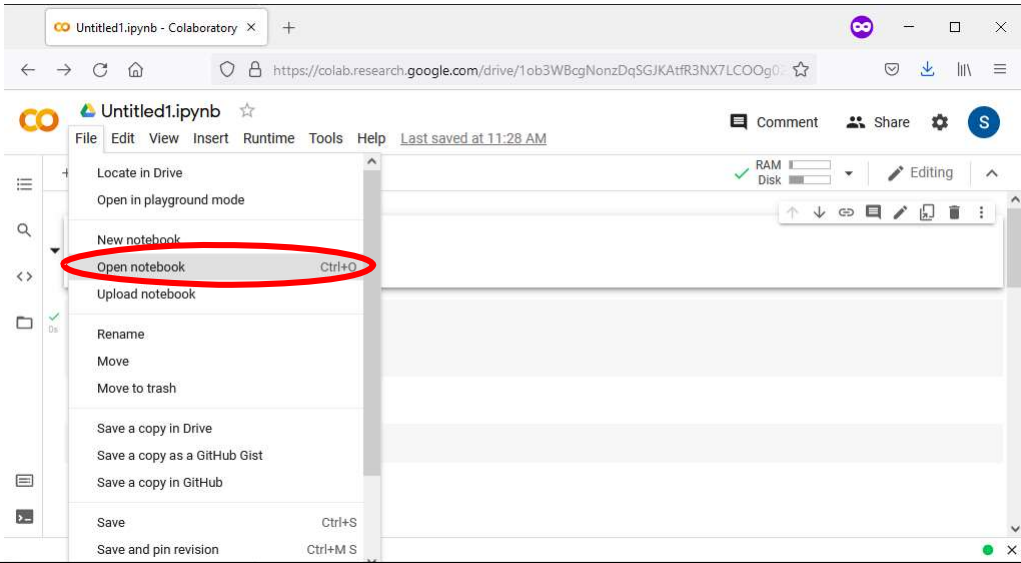 Untitled1.ipynb - Colaboratory
https://colab.research.google.com/drive/1ob3WBcgNonzDqSGJKAtfR3NX7LCOOg0
Untitled1.ipynb
Comment Share S
File Edit View Insert Runtime Tools Help Last saved at 11:28 AM
RAM
Disk
Editing
Locate in Drive
Open in playground mode
New notebook
Open notebook Ctrl+O
Upload notebook
0s
Rename
Move
Move to trash
Save a copy in Drive
Save a copy as a GitHub Gist
Save a copy in GitHub
Save Ctrl+S
Save and pin revision Ctrl+M S